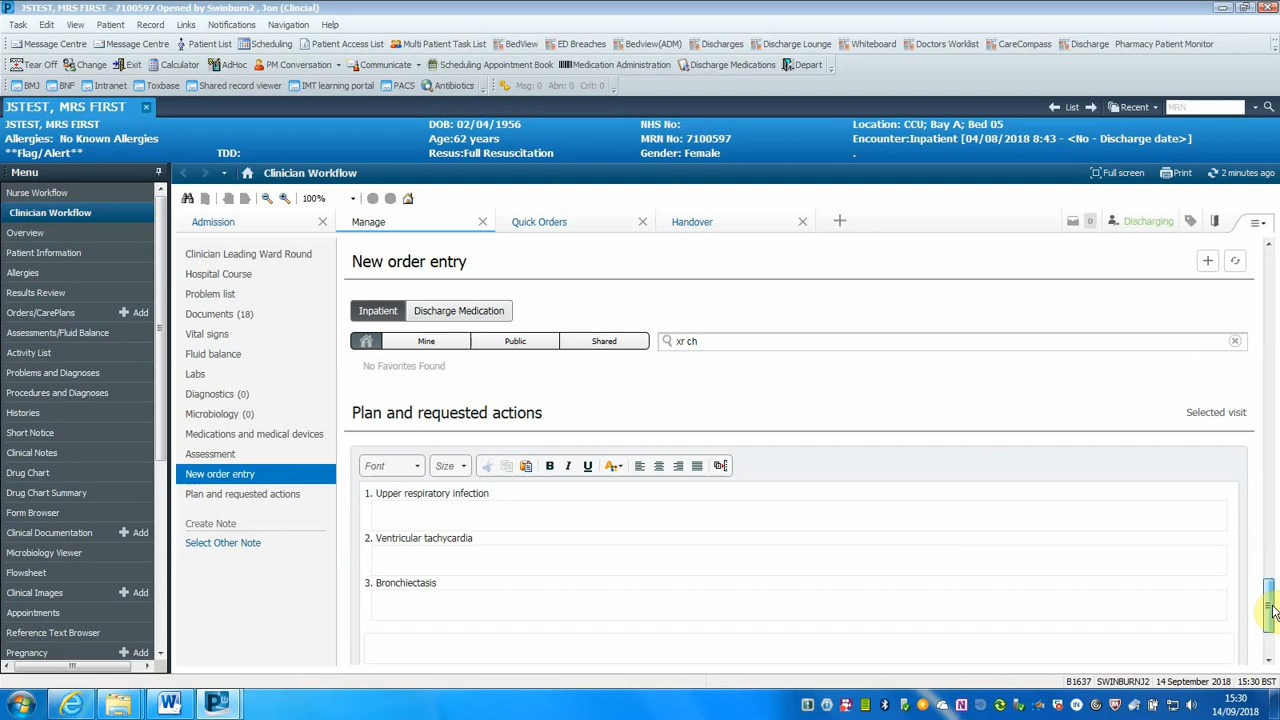 JSTEST, MRS FIRST - 7100597 Opened by Swinburn2 , Jon (Clincial)
Task Edit View Patient Record Links Notifications Navigation Help
Message Centre Message Centre Patient List Scheduling Patient Access List Multi Patient Task List BedView ED Breaches Bedview(ADM) Discharges Discharge Lounge Whiteboard Doctors Worklist CareCompass Discharge Pharmacy Patient Monitor
Tear Off Change Exit Calculator AdHoc PM Conversation Communicate Scheduling Appointment Book Medication Administration Discharge Medications Depart
BMJ BNF Intranet Toxbase Shared record viewer IMT learning portal PACS Antibiotics Msg: 0 Abn: 0 Crit: 0
JSTEST, MRS FIRST List Recent MRN
JSTEST, MRS FIRST DOB: 02/04/1956 NHS No: Location: CCU; Bay A; Bed 05
Allergies: No Known Allergies Age:62 years MRN No: 7100597 Encounter:Inpatient [04/08/2018 8:43 - <No - Discharge date>]
**Flag/Alert** TDD: Resus:Full Resuscitation Gender: Female .
Menu Clinician Workflow Full screen Print 2 minutes ago
Nurse Workflow
Clinician Workflow
Overview
Patient Information
Allergies
Results Review
Orders/CarePlans Add
Assessments/Fluid Balance
Activity List
Problems and Diagnoses
Procedures and Diagnoses
Histories
Short Notice
Clinical Notes
Drug Chart
Drug Chart Summary
Form Browser
Clinical Documentation Add
Microbiology Viewer
Flowsheet
Clinical Images Add
Appointments
Reference Text Browser
Pregnancy Add
100%
Admission Manage Quick Orders Handover 0 Discharging
Clinician Leading Ward Round
Hospital Course
Problem list
Documents (18)
Vital signs
Fluid balance
Labs
Diagnostics (0)
Microbiology (0)
Medications and medical devices
Assessment
New order entry
Plan and requested actions
Create Note
Select Other Note
New order entry
Inpatient Discharge Medication
Mine Public Shared xr ch
No Favorites Found
Plan and requested actions Selected visit
Font Size B I U A
1. Upper respiratory infection
2. Ventricular tachycardia
3. Bronchiectasis
B1637 SWINBURNJ2 14 September 2018 15:30 BST
15:30
14/09/2018